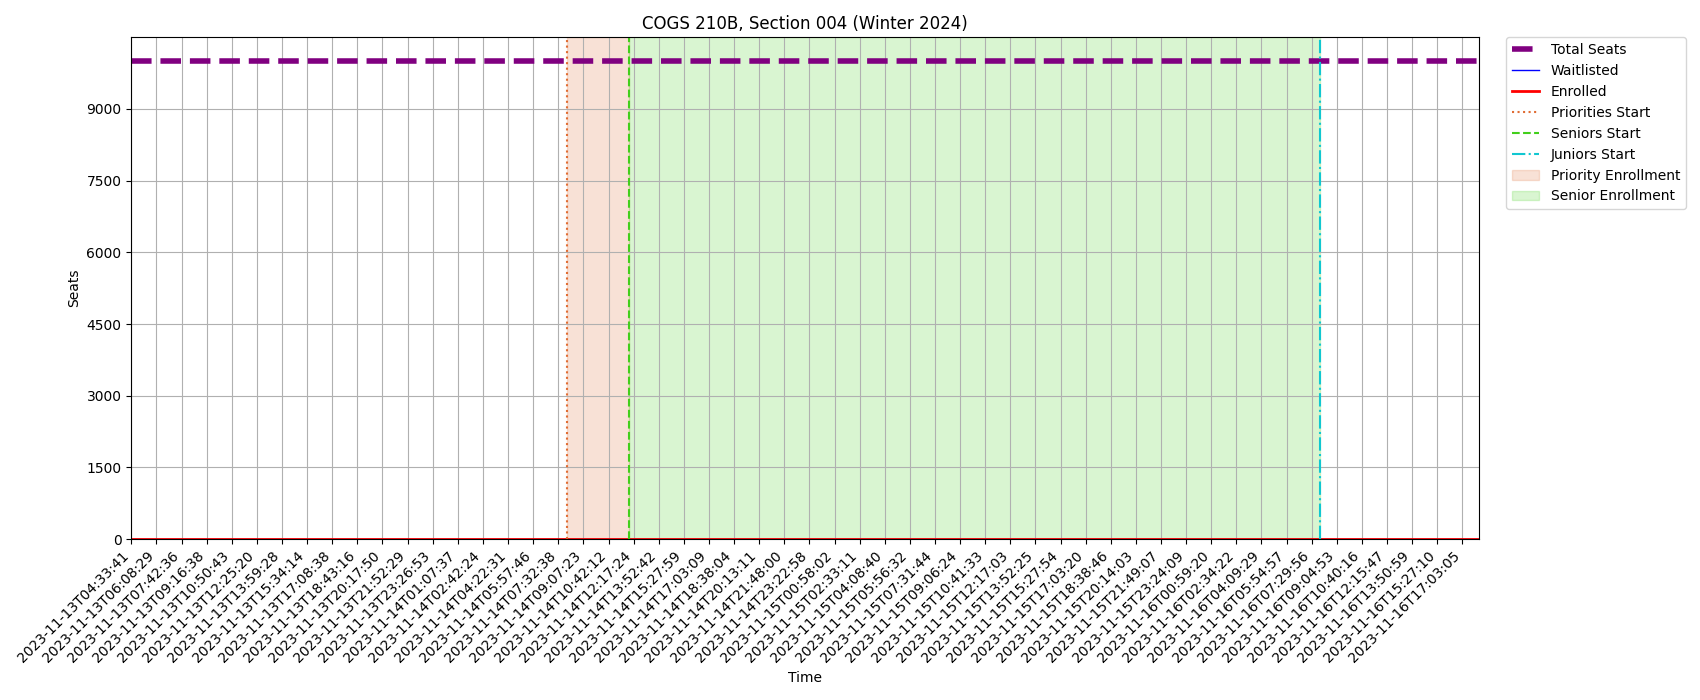 COGS 210B, Section 004 (Winter 2024)
Total Seats
Waitlisted
Enrolled
Priorities Start
Seniors Start
Juniors Start
Priority Enrollment
Senior Enrollment
Seats
9000
7500
6000
4500
3000
1500
0
2023-11-13T04:33:41
2023-11-13T06:08:29
2023-11-13T07:42:36
2023-11-13T09:16:38
2023-11-13T10:50:43
2023-11-13T12:25:20
2023-11-13T13:59:28
2023-11-13T15:34:14
2023-11-13T17:08:38
2023-11-13T18:43:16
2023-11-13T20:17:50
2023-11-13T21:52:29
2023-11-13T23:26:53
2023-11-14T01:07:37
2023-11-14T02:42:24
2023-11-14T04:22:31
2023-11-14T05:57:46
2023-11-14T07:32:38
2023-11-14T09:07:23
2023-11-14T10:42:12
2023-11-14T12:17:24
2023-11-14T13:52:42
2023-11-14T15:27:59
2023-11-14T17:03:09
2023-11-14T18:38:04
2023-11-14T20:13:11
2023-11-14T21:48:00
2023-11-14T23:22:58
2023-11-15T00:58:02
2023-11-15T02:33:11
2023-11-15T04:08:40
2023-11-15T05:56:32
2023-11-15T07:31:44
2023-11-15T09:06:24
2023-11-15T10:41:33
2023-11-15T12:17:03
2023-11-15T13:52:25
2023-11-15T15:27:54
2023-11-15T17:03:20
2023-11-15T18:38:46
2023-11-15T20:14:03
2023-11-15T21:49:07
2023-11-15T23:24:09
2023-11-16T00:59:20
2023-11-16T02:34:22
2023-11-16T04:09:29
2023-11-16T05:54:57
2023-11-16T07:29:56
2023-11-16T09:04:53
2023-11-16T10:40:16
2023-11-16T12:15:47
2023-11-16T13:50:59
2023-11-16T15:27:10
2023-11-16T17:03:05
Time